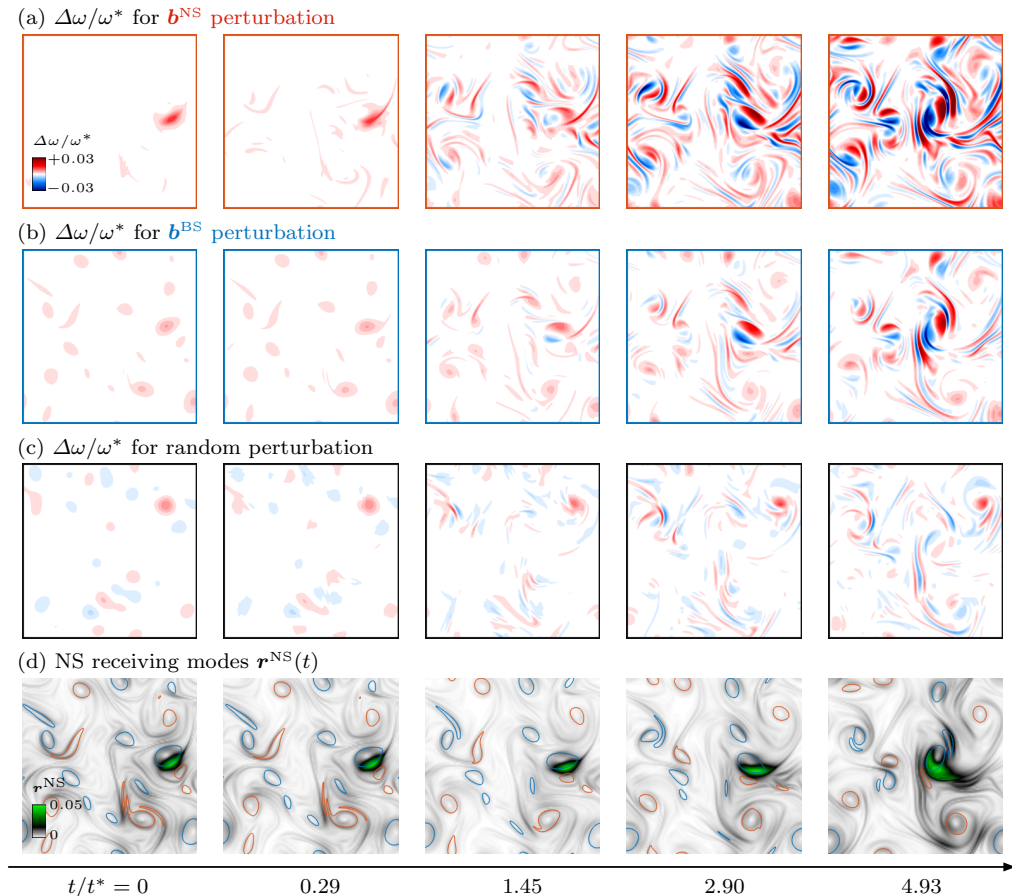 (a) Δω/ω* for b^NS perturbation
Δω/ω*
+0.03
−0.03
(b) Δω/ω* for b^BS perturbation
(c) Δω/ω* for random perturbation
(d) NS receiving modes r^NS(t)
r^NS
0.05
0
t/t* = 0 0.29 1.45 2.90 4.93